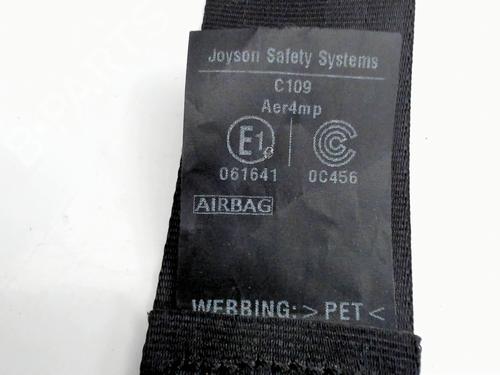 Joyson Safety Systems
C109
Aer4mp
E1
061641 0C456
AIRBAG
WEBBING: > PET <